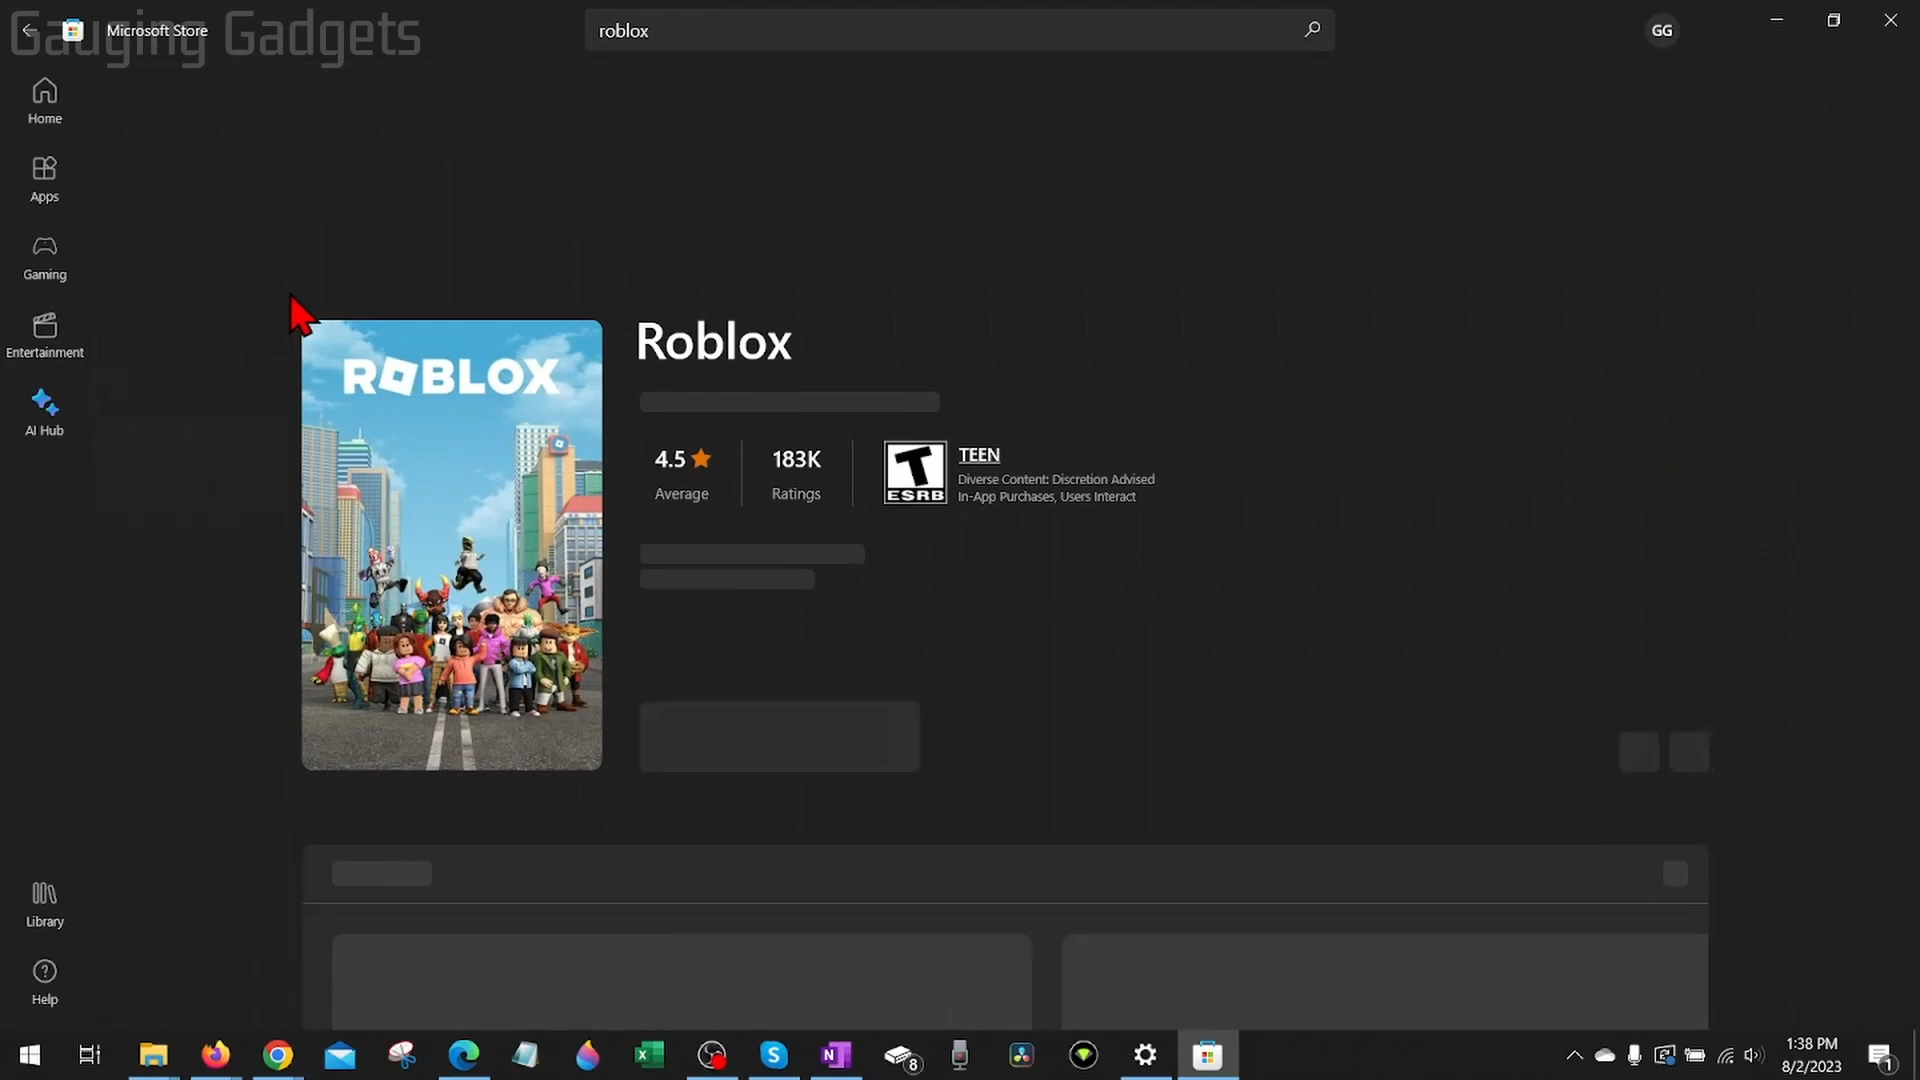 Gauging Gadgets
Microsoft Store
roblox
GG
Home
Apps
Gaming
Entertainment
AI Hub
Library
Help
ROBLOX
Roblox
4.5
Average
183K
Ratings
T
ESRB
TEEN
Diverse Content: Discretion Advised
In-App Purchases, Users Interact
8
1:38 PM
8/2/2023
1